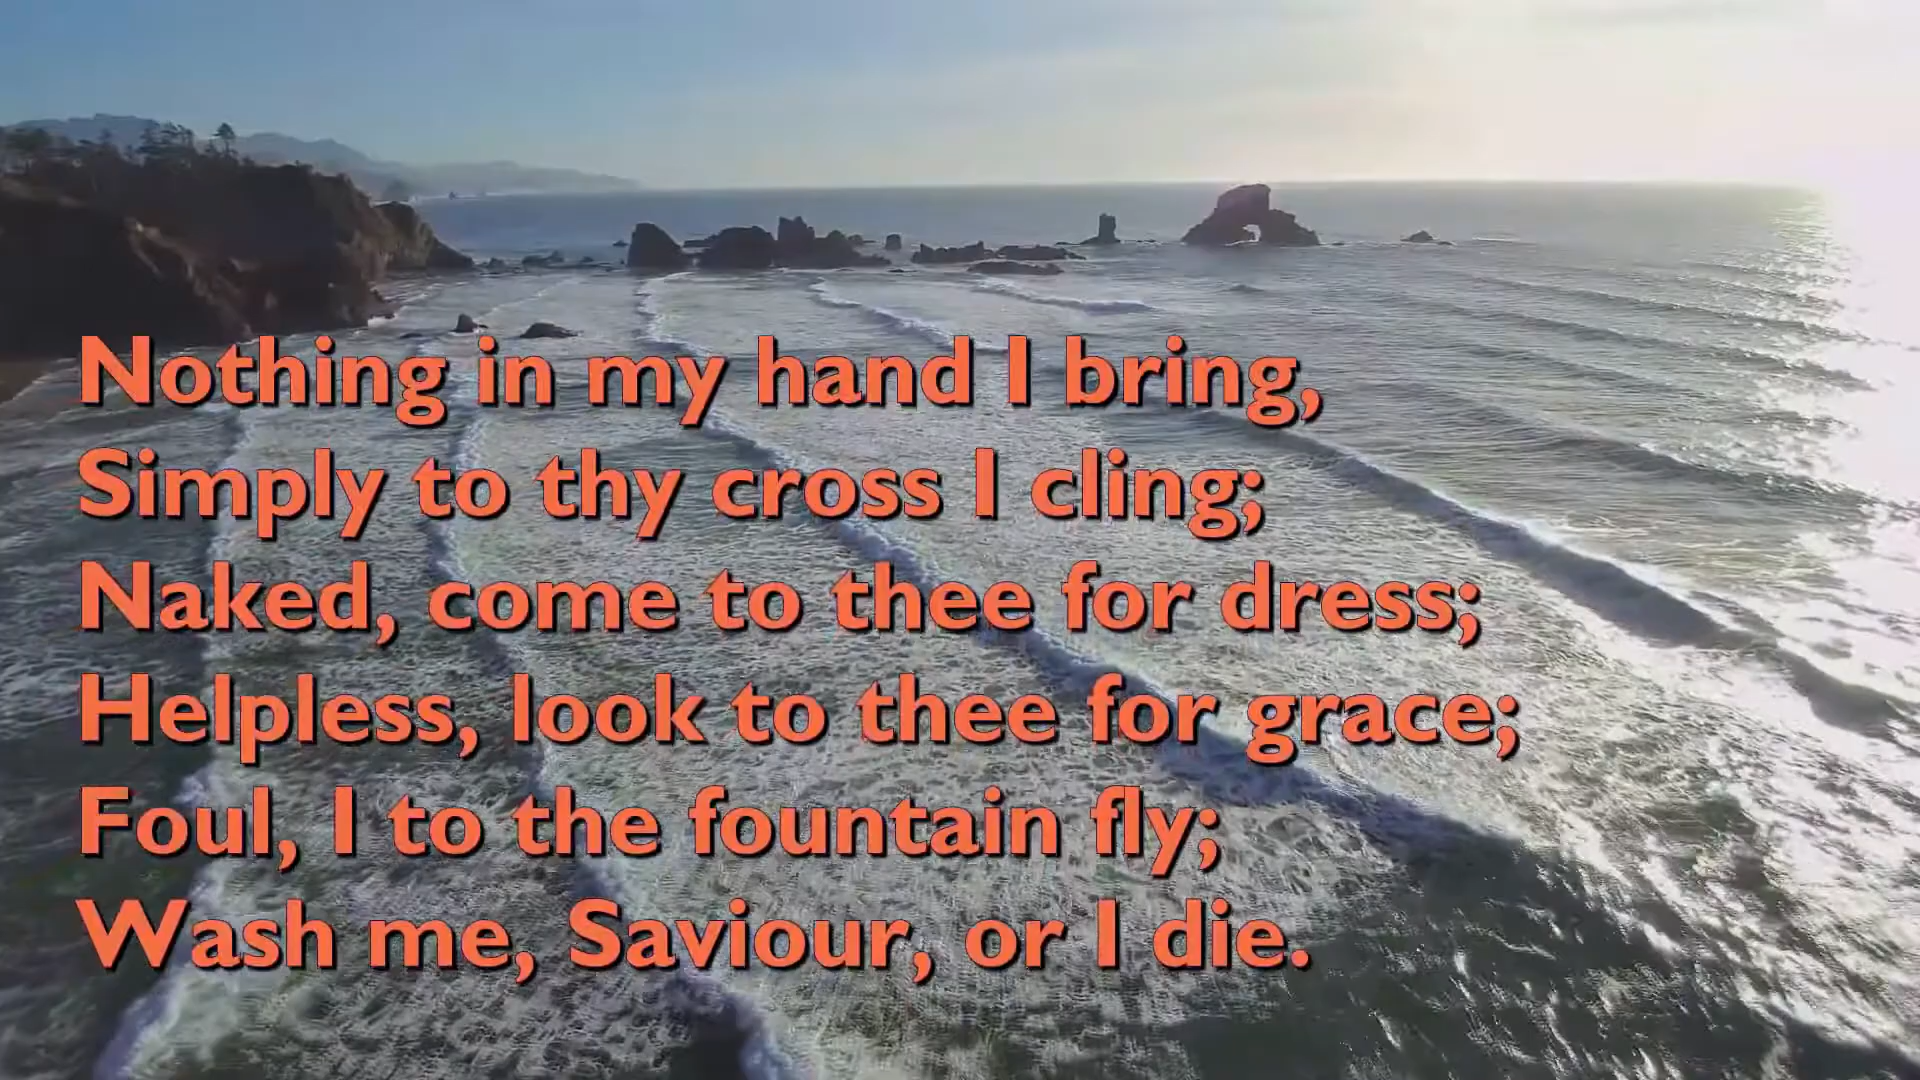 Nothing in my hand I bring,
Simply to thy cross I cling;
Naked, come to thee for dress;
Helpless, look to thee for grace;
Foul, I to the fountain fly;
Wash me, Saviour, or I die.